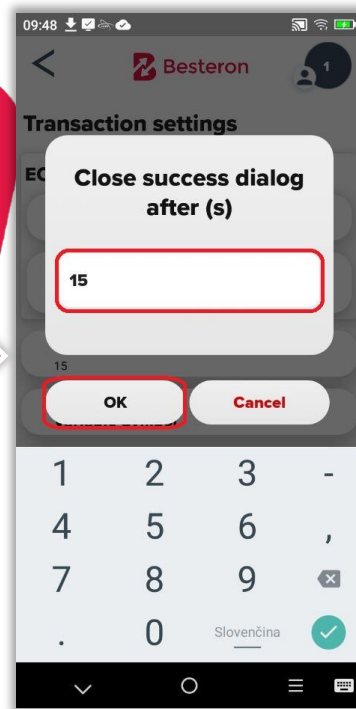 09:48
Besteron
1
Transaction settings
EC
Close success dialog
after (s)
15
15
OK
Cancel
1 2 3 -
4 5 6 ,
7 8 9
. 0 Slovenčina